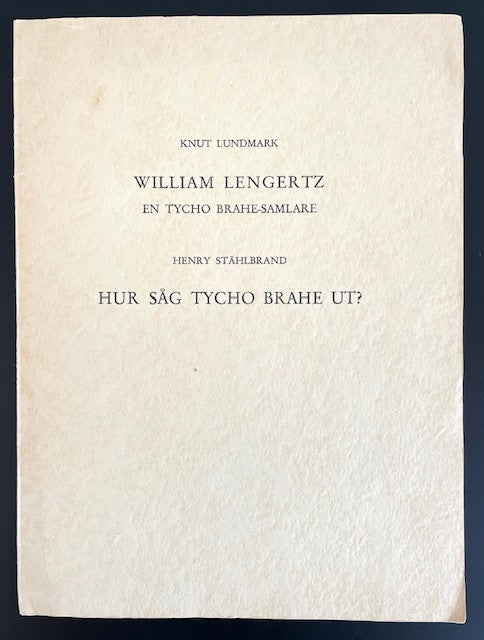 KNUT LUNDMARK
WILLIAM LENGERTZ
EN TYCHO BRAHE-SAMLARE
HENRY STÅHLBRAND
HUR SÅG TYCHO BRAHE UT?